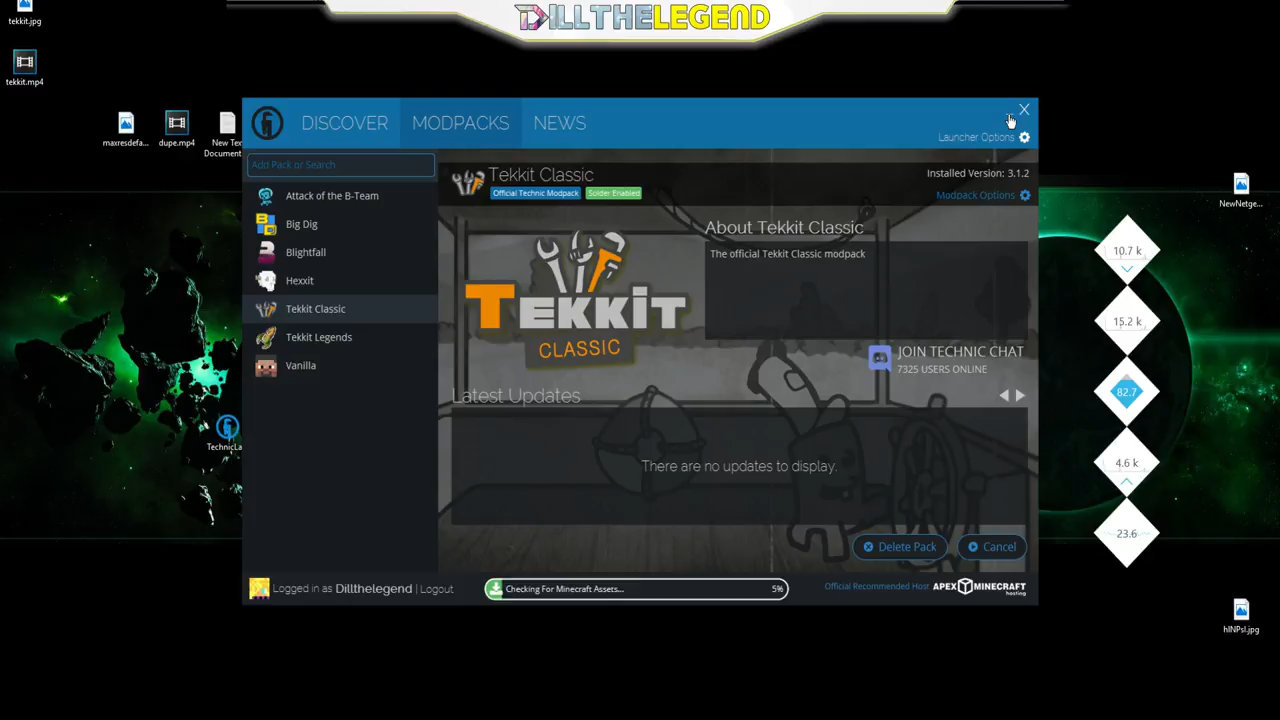 tekkit.jpg
DILLTHELEGEND
tekkit.mp4
maxresdefa...
dupe.mp4
New Text
Document
DISCOVER
MODPACKS
NEWS
X
Launcher Options
Add Pack or Search
Attack of the B-Team
Big Dig
Blightfall
Hexxit
Tekkit Classic
Tekkit Legends
Vanilla
Tekkit Classic
Official Technic Modpack
Solder Enabled
Installed Version: 3.1.2
Modpack Options
TEKKIT
CLASSIC
About Tekkit Classic
The official Tekkit Classic modpack
JOIN TECHNIC CHAT
7325 USERS ONLINE
Latest Updates
There are no updates to display.
Delete Pack
Cancel
Logged in as Dillthelegend | Logout
Checking For Minecraft Assets...
5%
Official Recommended Host
APEX MINECRAFT
hosting
TechnicLa
NewNetge...
10.7 k
15.2 k
82.7
4.6 k
23.6
hlNPsl.jpg